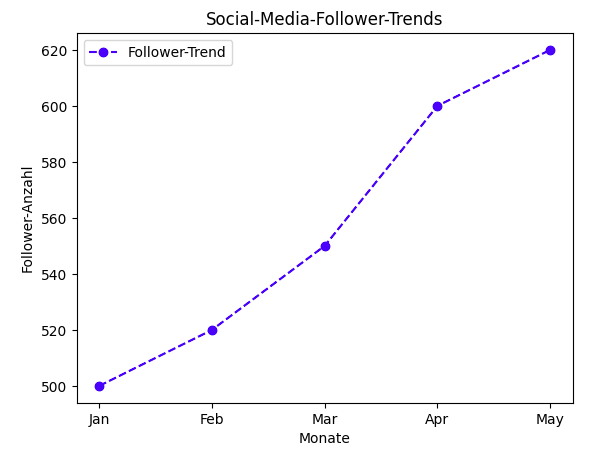 Social-Media-Follower-Trends
Follower-Trend
Follower-Anzahl
620
600
580
560
540
520
500
Jan Feb Mar Apr May
Monate